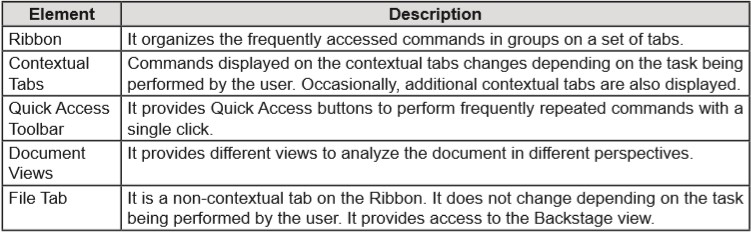 Element Description
Ribbon It organizes the frequently accessed commands in groups on a set of tabs.
Contextual Commands displayed on the contextual tabs changes depending on the task being
Tabs performed by the user. Occasionally, additional contextual tabs are also displayed.
Quick Access It provides Quick Access buttons to perform frequently repeated commands with a
Toolbar single click.
Document It provides different views to analyze the document in different perspectives.
Views
File Tab It is a non-contextual tab on the Ribbon. It does not change depending on the task
being performed by the user. It provides access to the Backstage view.